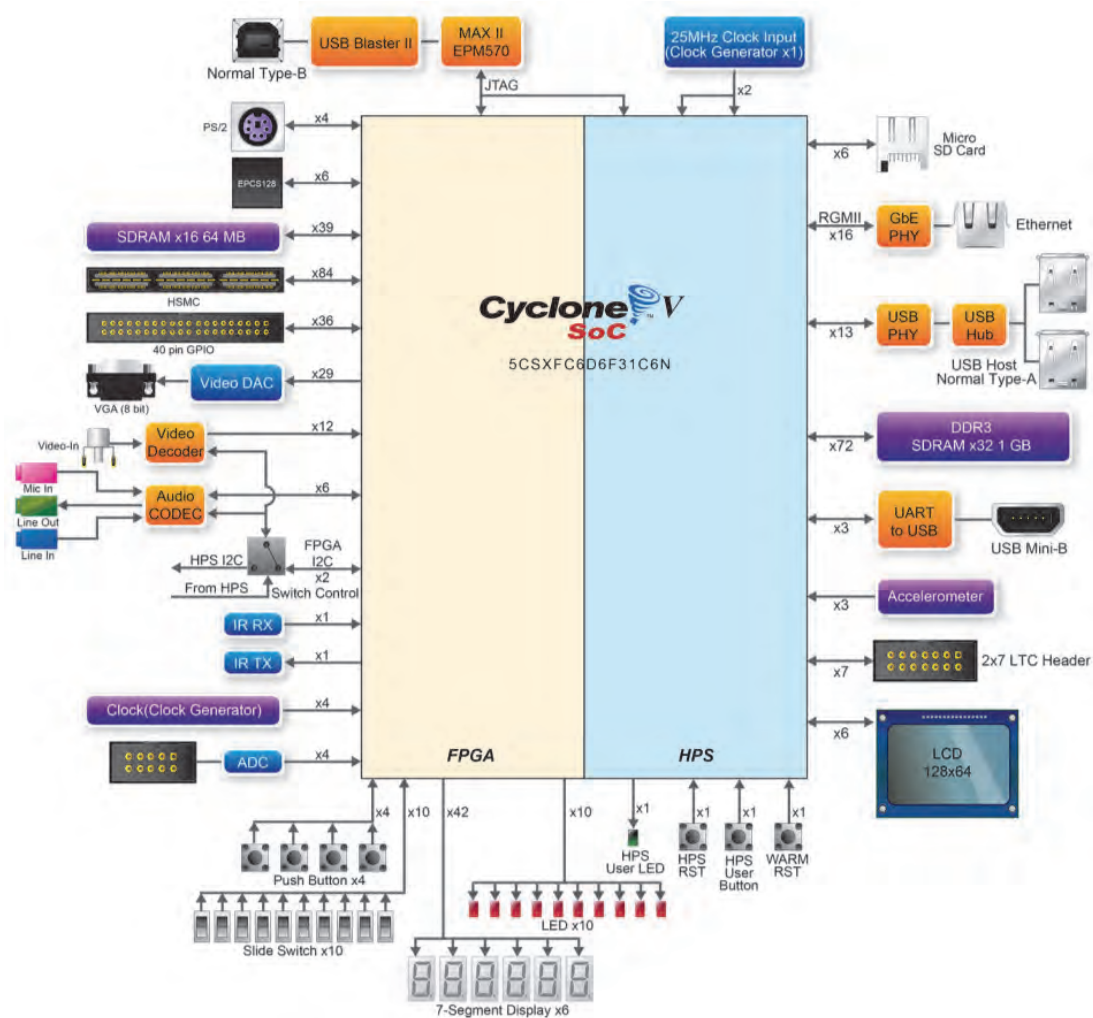 USB Blaster II
MAX II
EPM570
25MHz Clock Input
(Clock Generator x1)
Normal Type-B
JTAG
x2
PS/2
x4
x6
Micro
SD Card
EPCS128
x6
SDRAM x16 64 MB
x39
RGMII
x16
GbE
PHY
Ethernet
x84
HSMC
Cyclone V
SoC
TM
5CSXFC6D6F31C6N
x36
40 pin GPIO
x13
USB
PHY
USB
Hub
USB Host
Normal Type-A
Video DAC
x29
VGA (8 bit)
Video-In
Video
Decoder
x12
x72
DDR3
SDRAM x32 1 GB
Mic In
Line Out
Line In
Audio
CODEC
x6
x3
UART
to USB
USB Mini-B
HPS I2C
From HPS
FPGA
I2C
x2
Switch Control
x3
Accelerometer
IR RX
x1
IR TX
x1
x7
2x7 LTC Header
Clock(Clock Generator)
x4
x6
LCD
128x64
ADC
x4
FPGA
HPS
x4
x10
x42
x10
x1
x1
x1
x1
Push Button x4
HPS
User LED
HPS
RST
HPS
User
Button
WARM
RST
Slide Switch x10
LED x10
7-Segment Display x6